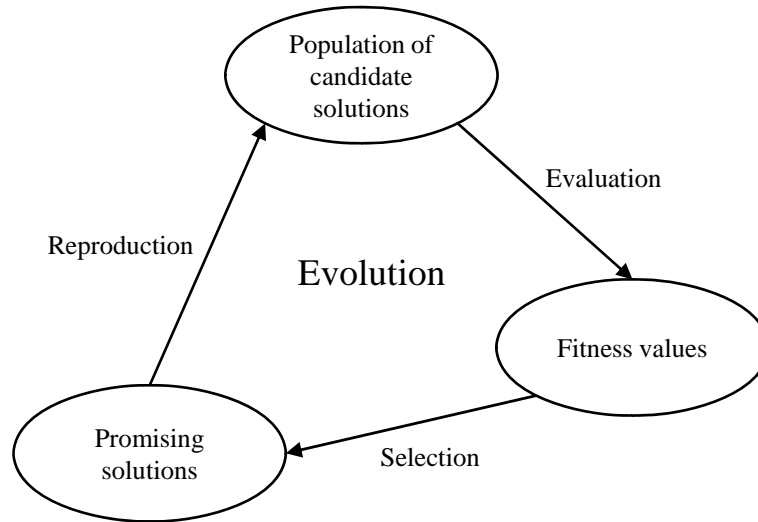 Population of
candidate
solutions
Evaluation
Reproduction
Evolution
Fitness values
Promising
solutions
Selection